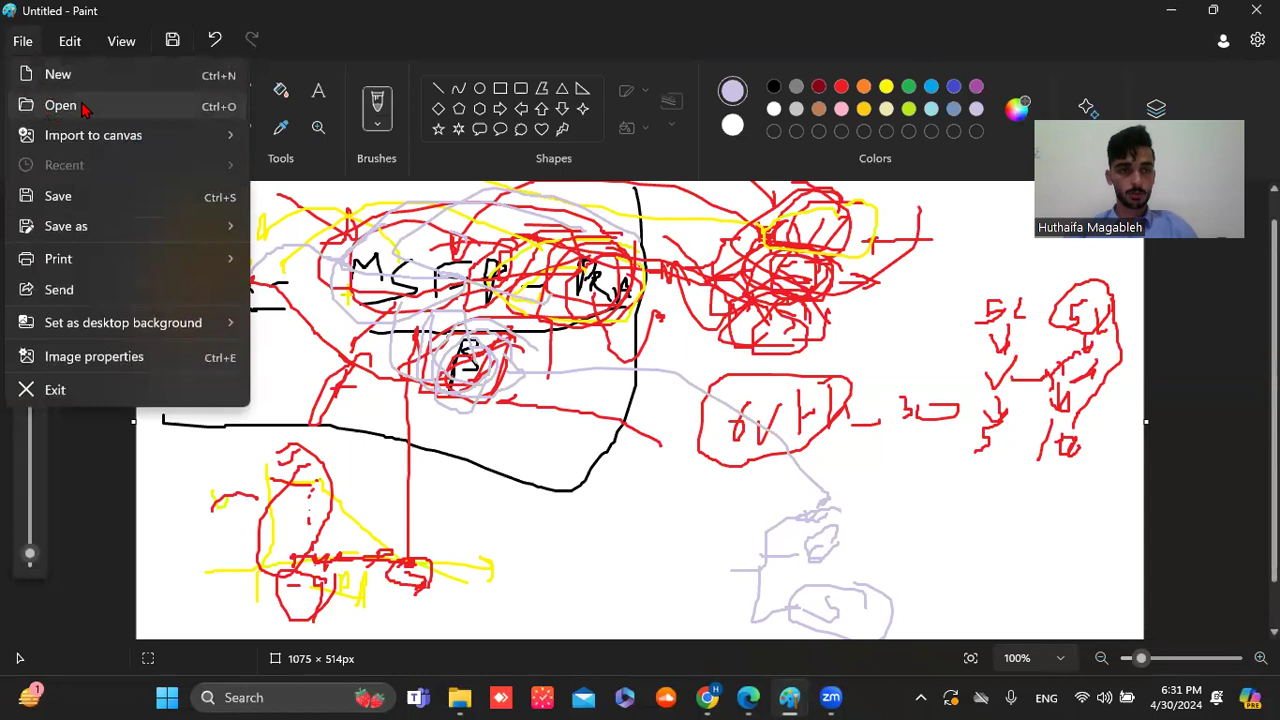 Untitled - Paint
File Edit View
New Ctrl+N
Open Ctrl+O
Import to canvas
Recent
Save Ctrl+S
Save as
Print
Send
Set as desktop background
Image properties Ctrl+E
Exit
Tools
Brushes
Shapes
Colors
Huthaifa Magableh
1075 × 514px
100%
1
Search
ENG
6:31 PM
4/30/2024
PRE